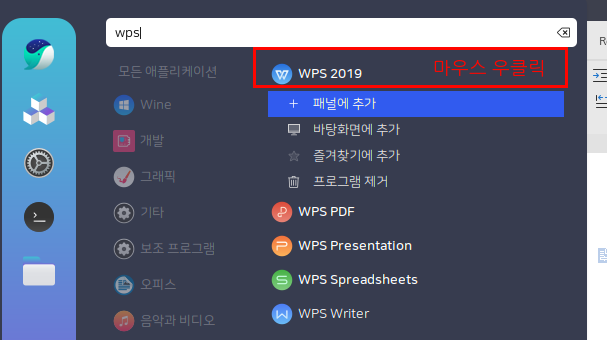 wps
모든 애플리케이션
Wine
개발
그래픽
기타
보조 프로그램
오피스
음악과 비디오
WPS 2019
마우스 우클릭
패널에 추가
바탕화면에 추가
즐겨찾기에 추가
프로그램 제거
WPS PDF
WPS Presentation
WPS Spreadsheets
WPS Writer